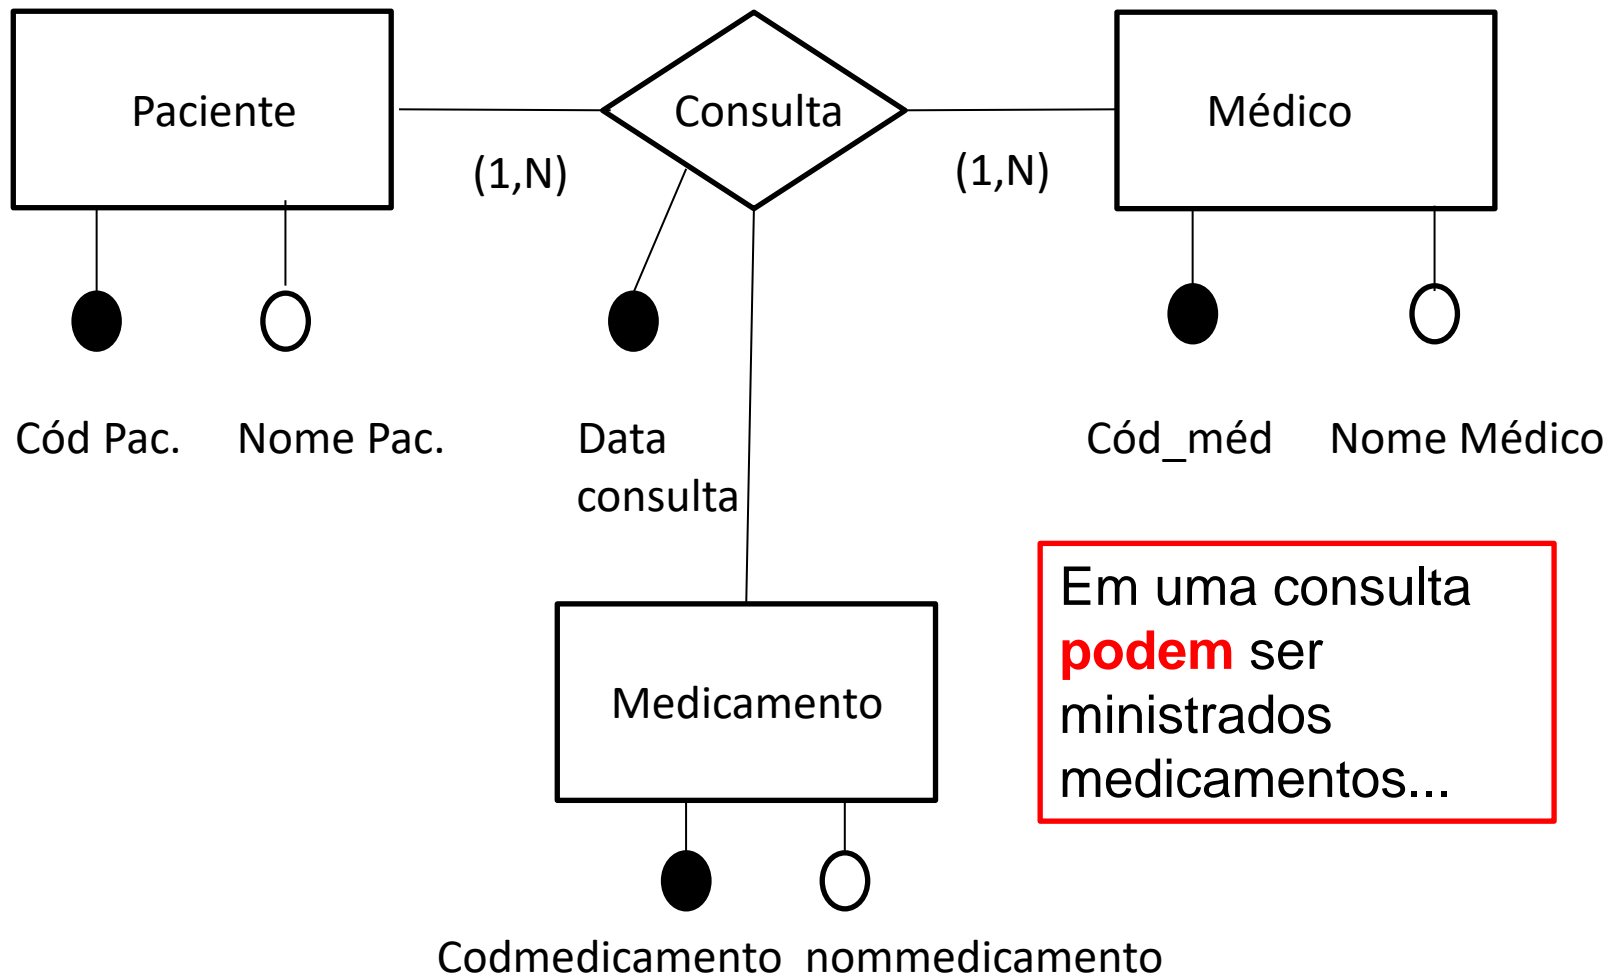 Paciente
Consulta
Médico
(1,N)
(1,N)
Cód Pac.
Nome Pac.
Data
consulta
Cód_méd
Nome Médico
Em uma consulta
podem ser
ministrados
medicamentos...
Medicamento
Codmedicamento
nommedicamento